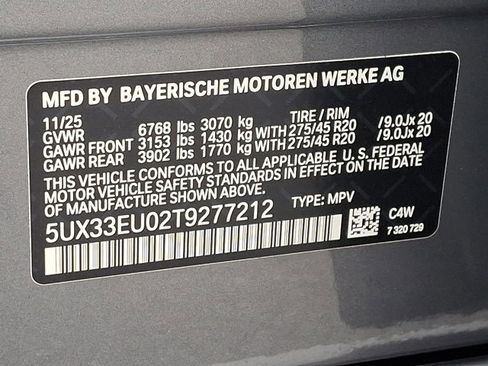 MFD BY BAYERISCHE MOTOREN WERKE AG
11/25 TIRE / RIM
GVWR 6768 lbs 3070 kg
GAWR FRONT 3153 lbs 1430 kg WITH 275/45 R20 /9.0Jx 20
GAWR REAR 3902 lbs 1770 kg WITH 275/45 R20 /9.0Jx 20
THIS VEHICLE CONFORMS TO ALL APPLICABLE U. S. FEDERAL
MOTOR VEHICLE SAFETY STANDARDS IN EFFECT ON THE DATE
OF MANUFACTURE SHOWN ABOVE.
5UX33EU02T9277212 TYPE: MPV
C4W
7 320 729